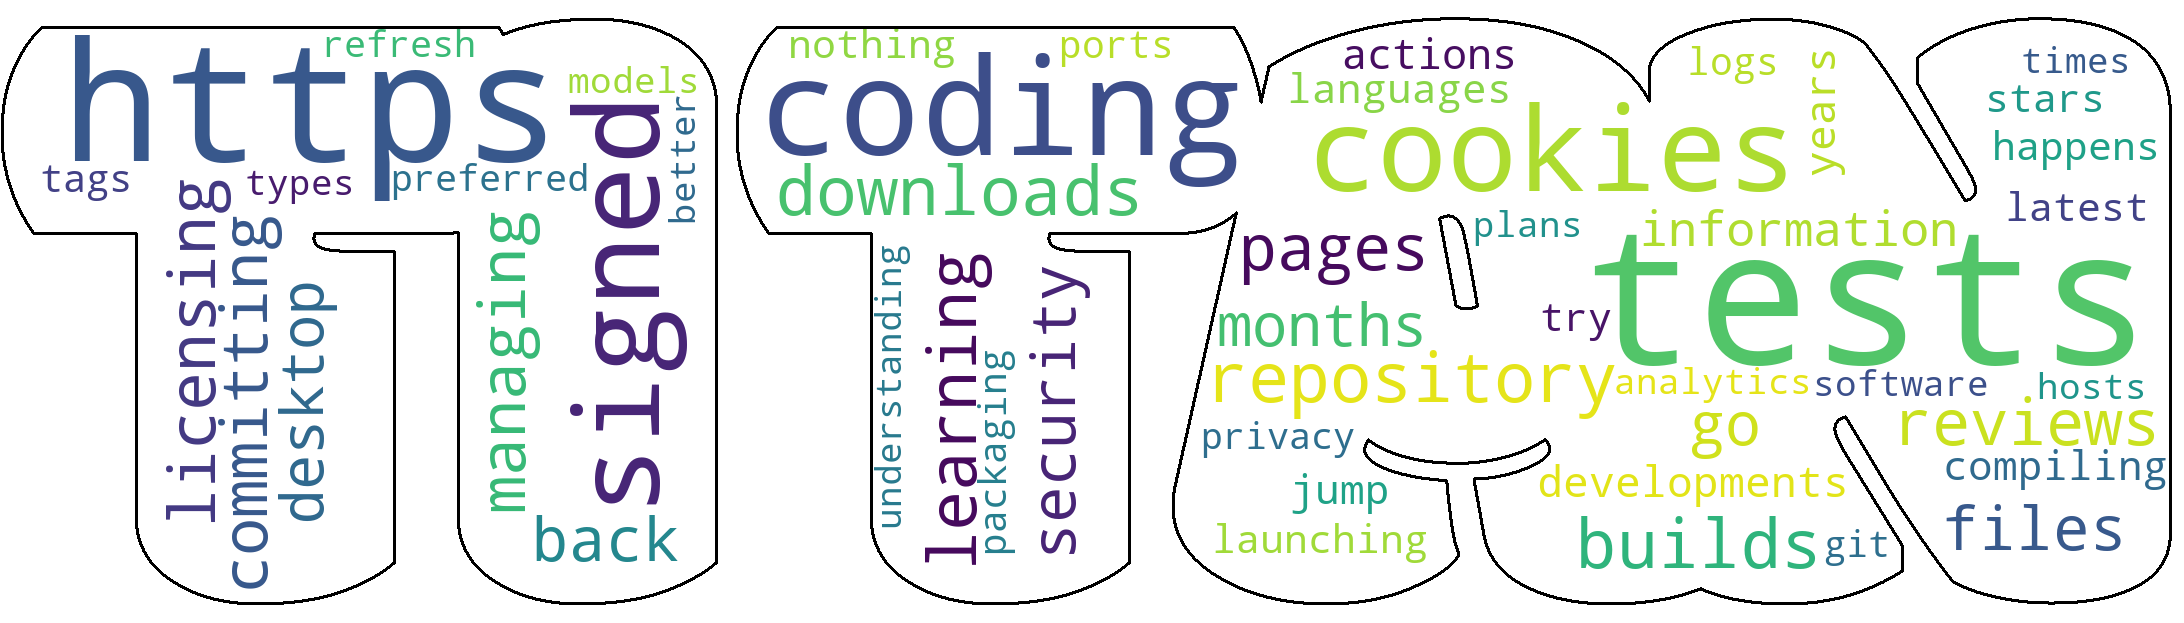 https
refresh
models
tags
types
preferred
better
signed
licensing
committing
desktop
managing
back
nothing
ports
coding
downloads
understanding
learning
packaging
security
actions
languages
cookies
logs
years
times
stars
happens
latest
pages
plans
information
tests
months
try
repository
analytics
software
hosts
privacy
go
reviews
jump
developments
compiling
launching
builds
git
files